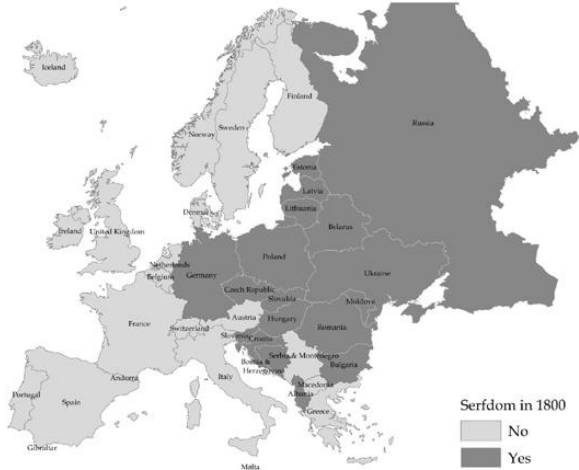 Iceland
Finland
Norway
Sweden
Russia
Estonia
Latvia
Denmark
Lithuania
Ireland
United Kingdom
Belarus
Netherlands
Belgium
Germany
Poland
Ukraine
Czech Republic
Slovakia
Moldova
France
Austria
Hungary
Switzerland
Romania
Slovenia
Croatia
Bosnia &
Herzegovina
Serbia & Montenegro
Bulgaria
Andorra
Italy
Macedonia
Albania
Portugal
Spain
Greece
Gibraltar
Malta
Serfdom in 1800
No
Yes